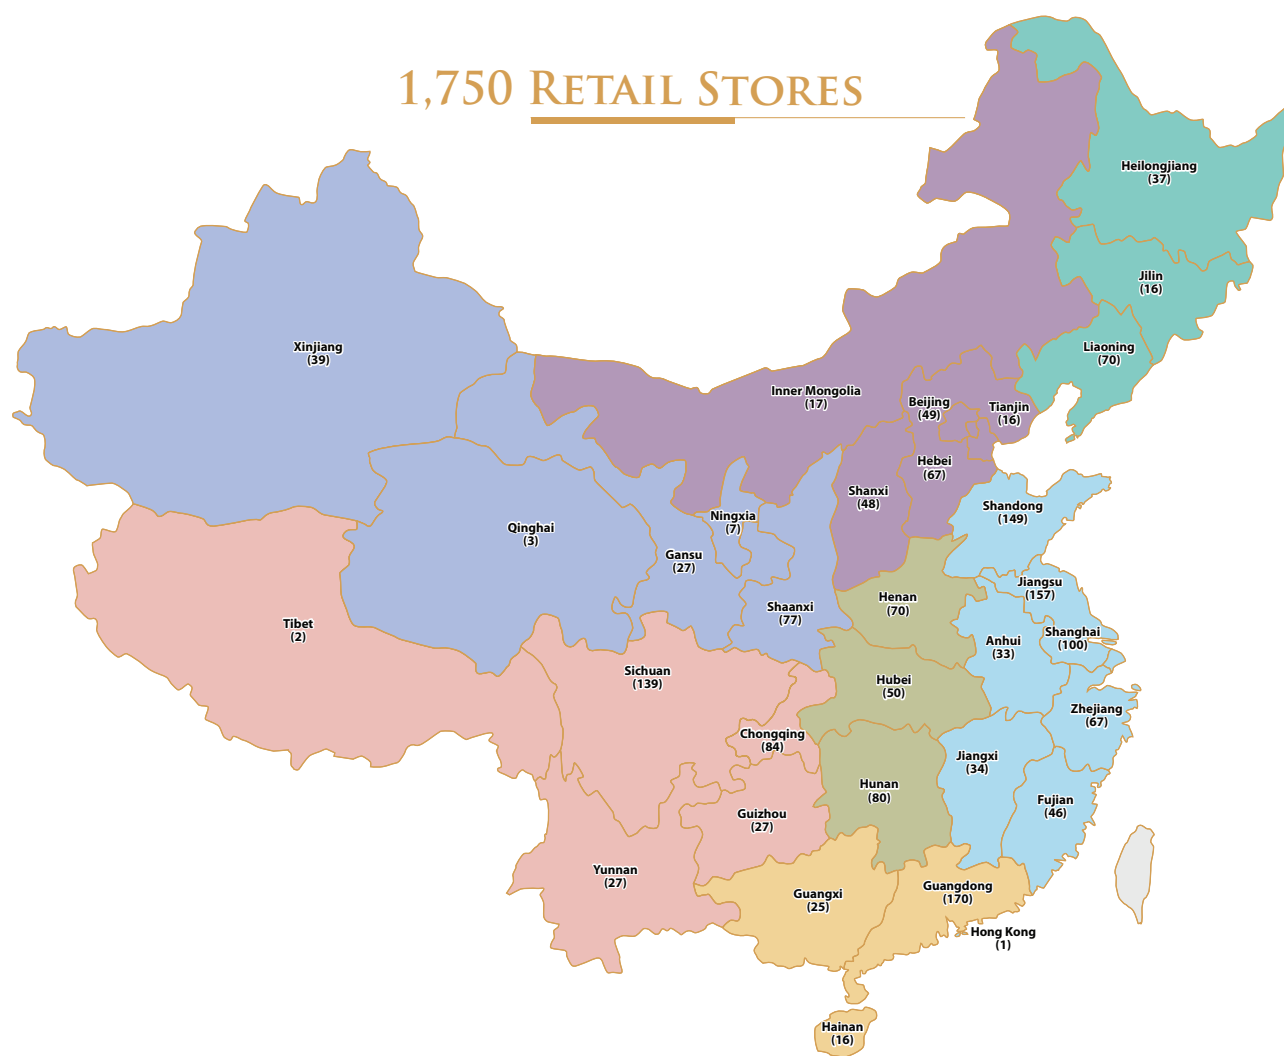 1,750 RETAIL STORES
Heilongjiang
(37)
Jilin
(16)
Liaoning
(70)
Xinjiang
(39)
Inner Mongolia
(17)
Beijing
(49)
Tianjin
(16)
Hebei
(67)
Shanxi
(48)
Shandong
(149)
Ningxia
(7)
Qinghai
(3)
Gansu
(27)
Jiangsu
(157)
Henan
(70)
Shaanxi
(77)
Tibet
(2)
Anhui
(33)
Shanghai
(100)
Sichuan
(139)
Hubei
(50)
Zhejiang
(67)
Chongqing
(84)
Jiangxi
(34)
Hunan
(80)
Fujian
(46)
Guizhou
(27)
Yunnan
(27)
Guangxi
(25)
Guangdong
(170)
Hong Kong
(1)
Hainan
(16)